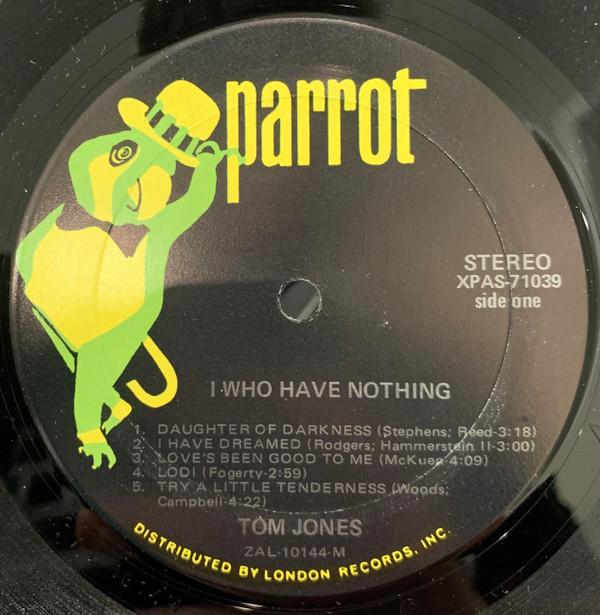 parrot
STEREO
XPAS-71039
side one
I WHO HAVE NOTHING
1. DAUGHTER OF DARKNESS (Stephens; Reed-3:18)
2. I HAVE DREAMED (Rodgers; Hammerstein II-3:00)
3. LOVE'S BEEN GOOD TO ME (McKuen-4:09)
4. LODI (Fogerty-2:59)
5. TRY A LITTLE TENDERNESS (Woods;
Campbell-4:22)
TOM JONES
ZAL-10144-M
DISTRIBUTED BY LONDON RECORDS, INC.